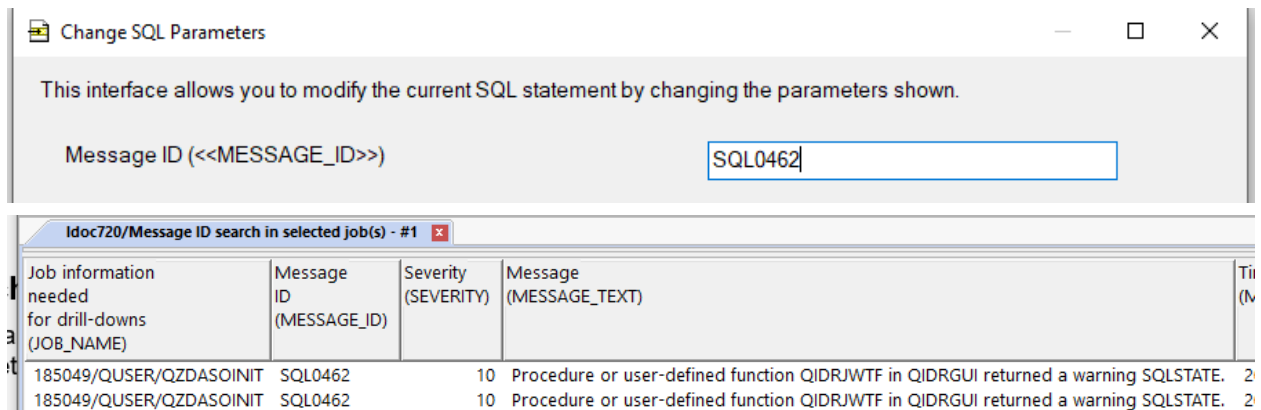 Change SQL Parameters
This interface allows you to modify the current SQL statement by changing the parameters shown.
Message ID (<<MESSAGE_ID>>) SQL0462
Idoc720/Message ID search in selected job(s) - #1
Job information needed for drill-downs (JOB_NAME) Message ID (MESSAGE_ID) Severity (SEVERITY) Message (MESSAGE_TEXT)
185049/QUSER/QZDASOINIT SQL0462 10 Procedure or user-defined function QIDRJWTF in QIDRGUI returned a warning SQLSTATE.
185049/QUSER/QZDASOINIT SQL0462 10 Procedure or user-defined function QIDRJWTF in QIDRGUI returned a warning SQLSTATE.